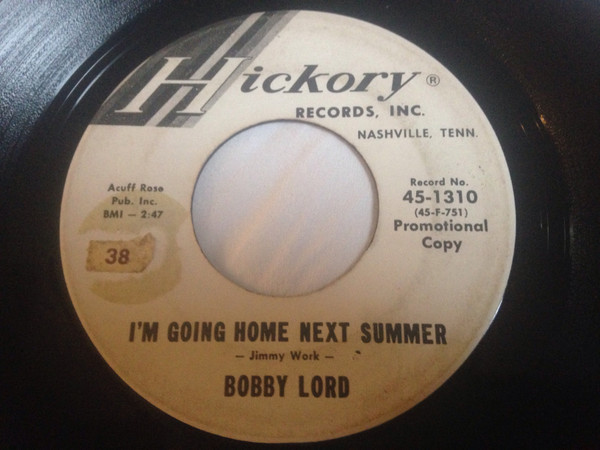 Hickory®
RECORDS, INC.
NASHVILLE, TENN.
Acuff Rose
Pub. Inc.
BMI — 2:47
38
Record No.
45-1310
(45-F-751)
Promotional
Copy
I'M GOING HOME NEXT SUMMER
— Jimmy Work —
BOBBY LORD